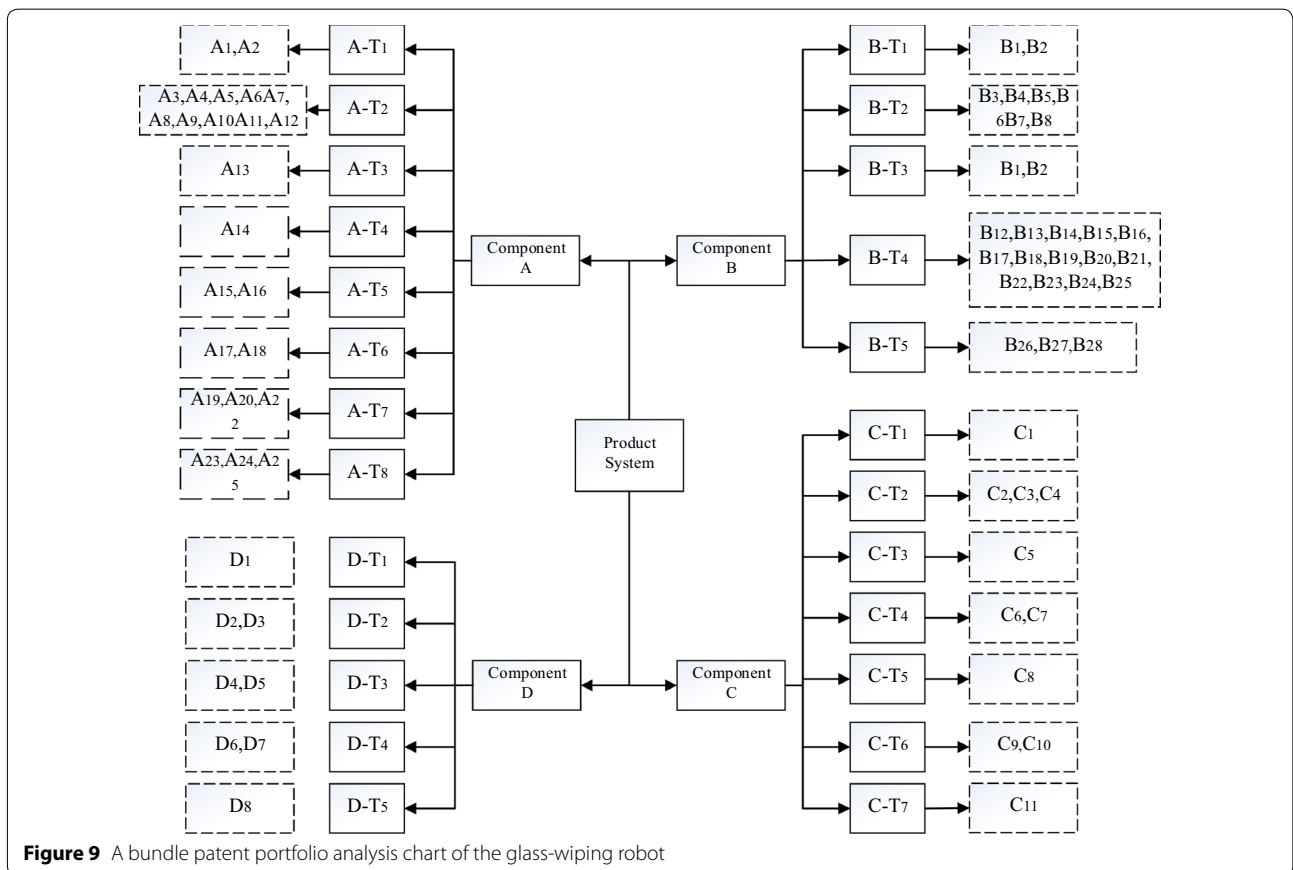 A1,A2
A-T1
A3,A4,A5,A6A7,
A8,A9,A10A11,A12
A-T2
A13
A-T3
A14
A-T4
A15,A16
A-T5
A17,A18
A-T6
A19,A20,A2
2
A-T7
A23,A24,A2
5
A-T8
Component
A
B-T1
B1,B2
B-T2
B3,B4,B5,B
6B7,B8
B-T3
B1,B2
B-T4
B12,B13,B14,B15,B16,
B17,B18,B19,B20,B21,
B22,B23,B24,B25
B-T5
B26,B27,B28
Component
B
Product
System
D1
D-T1
D2,D3
D-T2
D4,D5
D-T3
D6,D7
D-T4
D8
D-T5
Component
D
C-T1
C1
C-T2
C2,C3,C4
C-T3
C5
C-T4
C6,C7
C-T5
C8
C-T6
C9,C10
C-T7
C11
Component
C
Figure 9 A bundle patent portfolio analysis chart of the glass-wiping robot